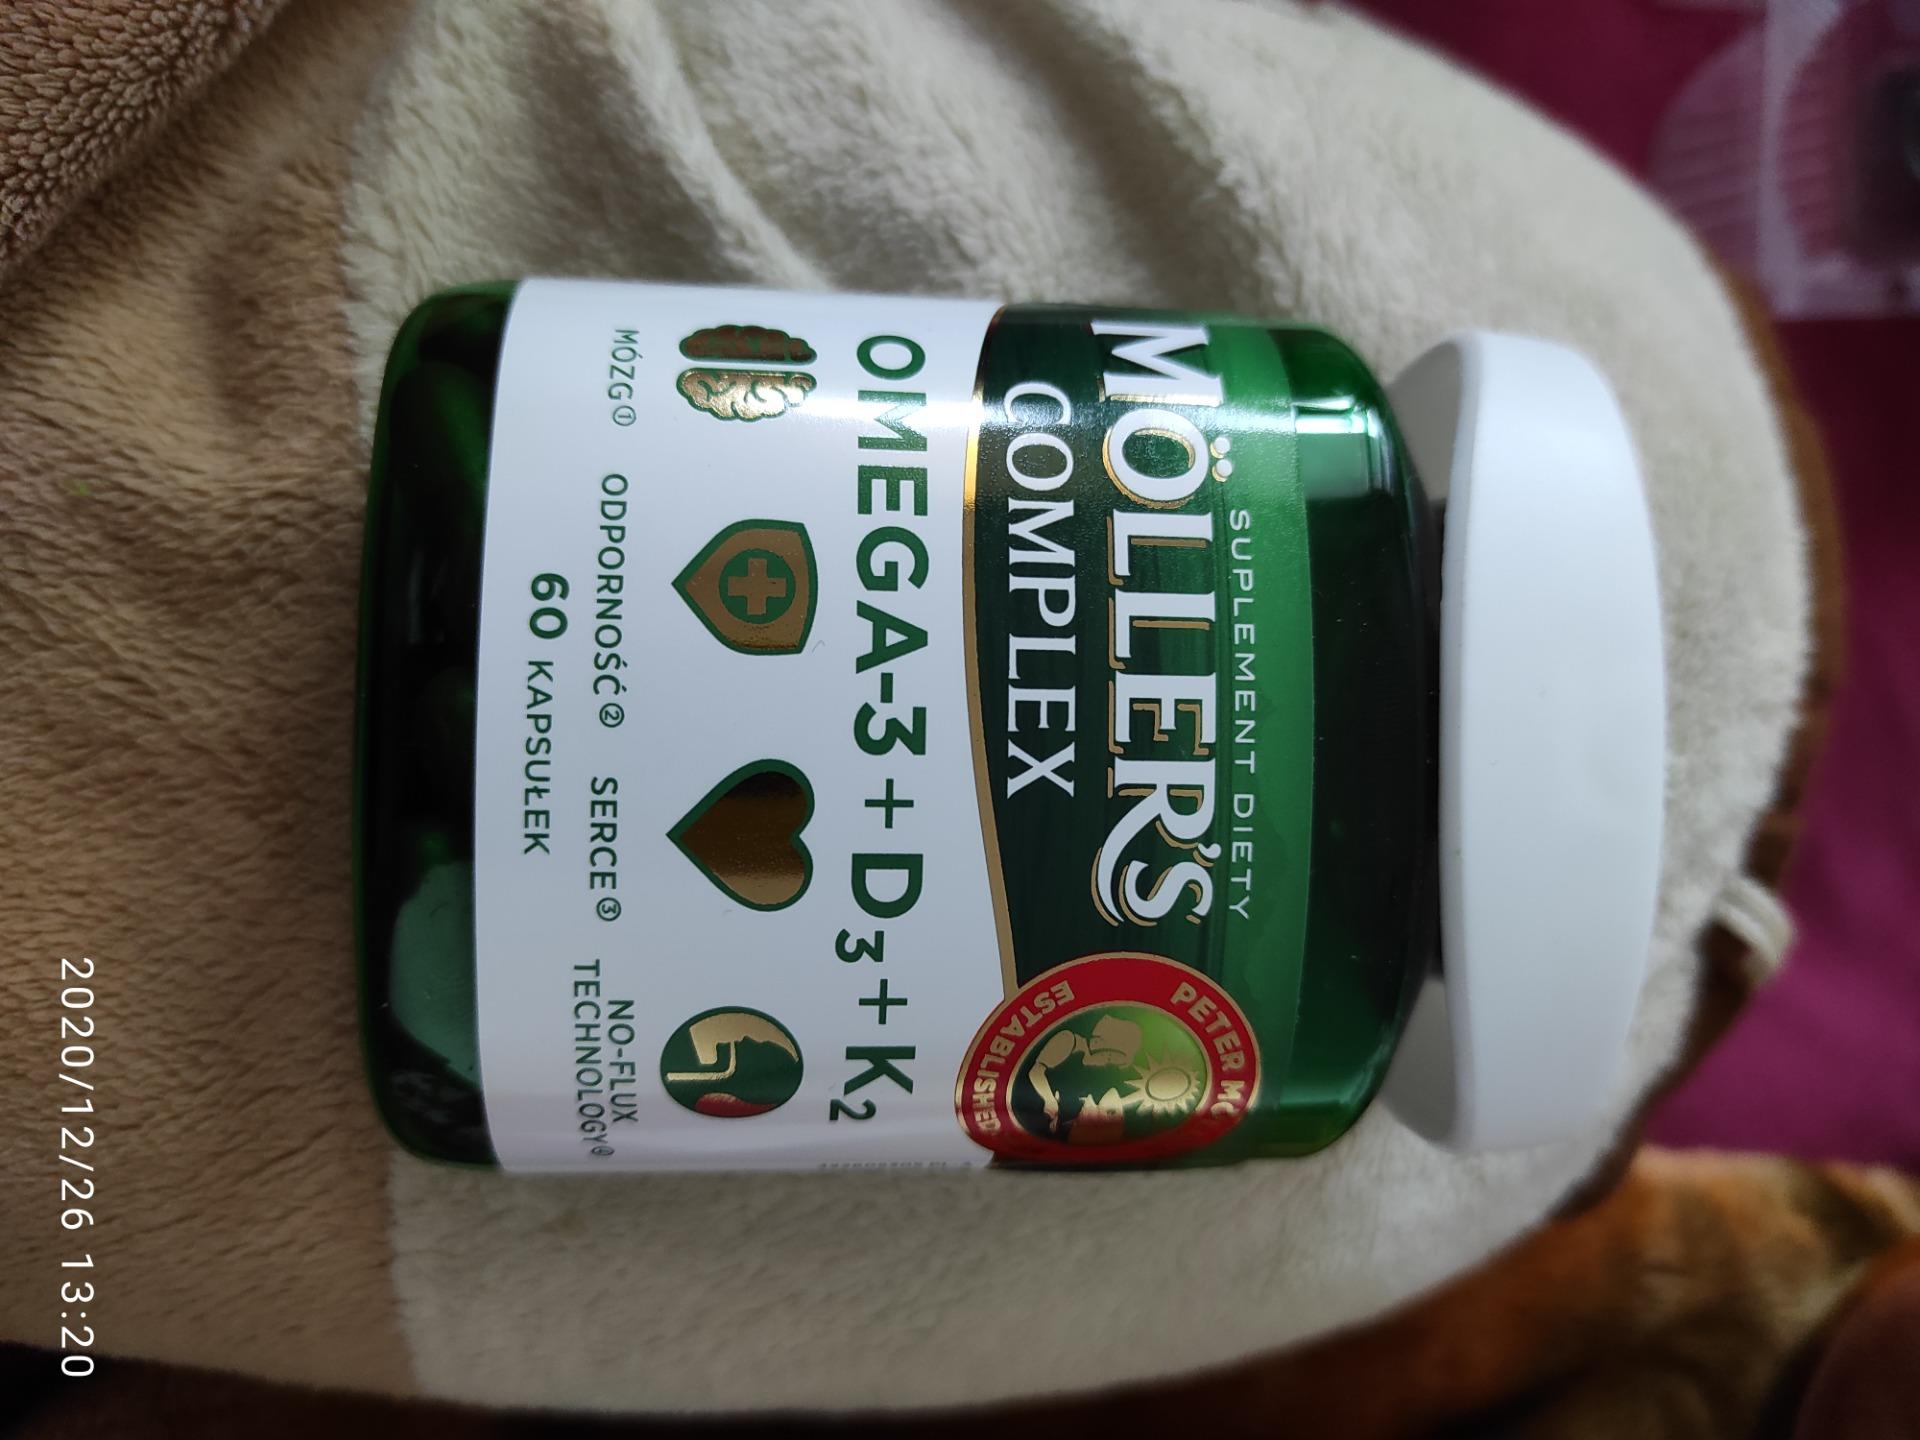 SUPLEMENT DIETY
MÖLLER'S
COMPLEX
PETER
ESTABLISHED
OMEGA-3+D₃+K₂
MÓZG① ODPORNOŚĆ② SERCE③ NO-FLUX
TECHNOLOGY④
60 KAPSUŁEK
2020/12/26 13:20